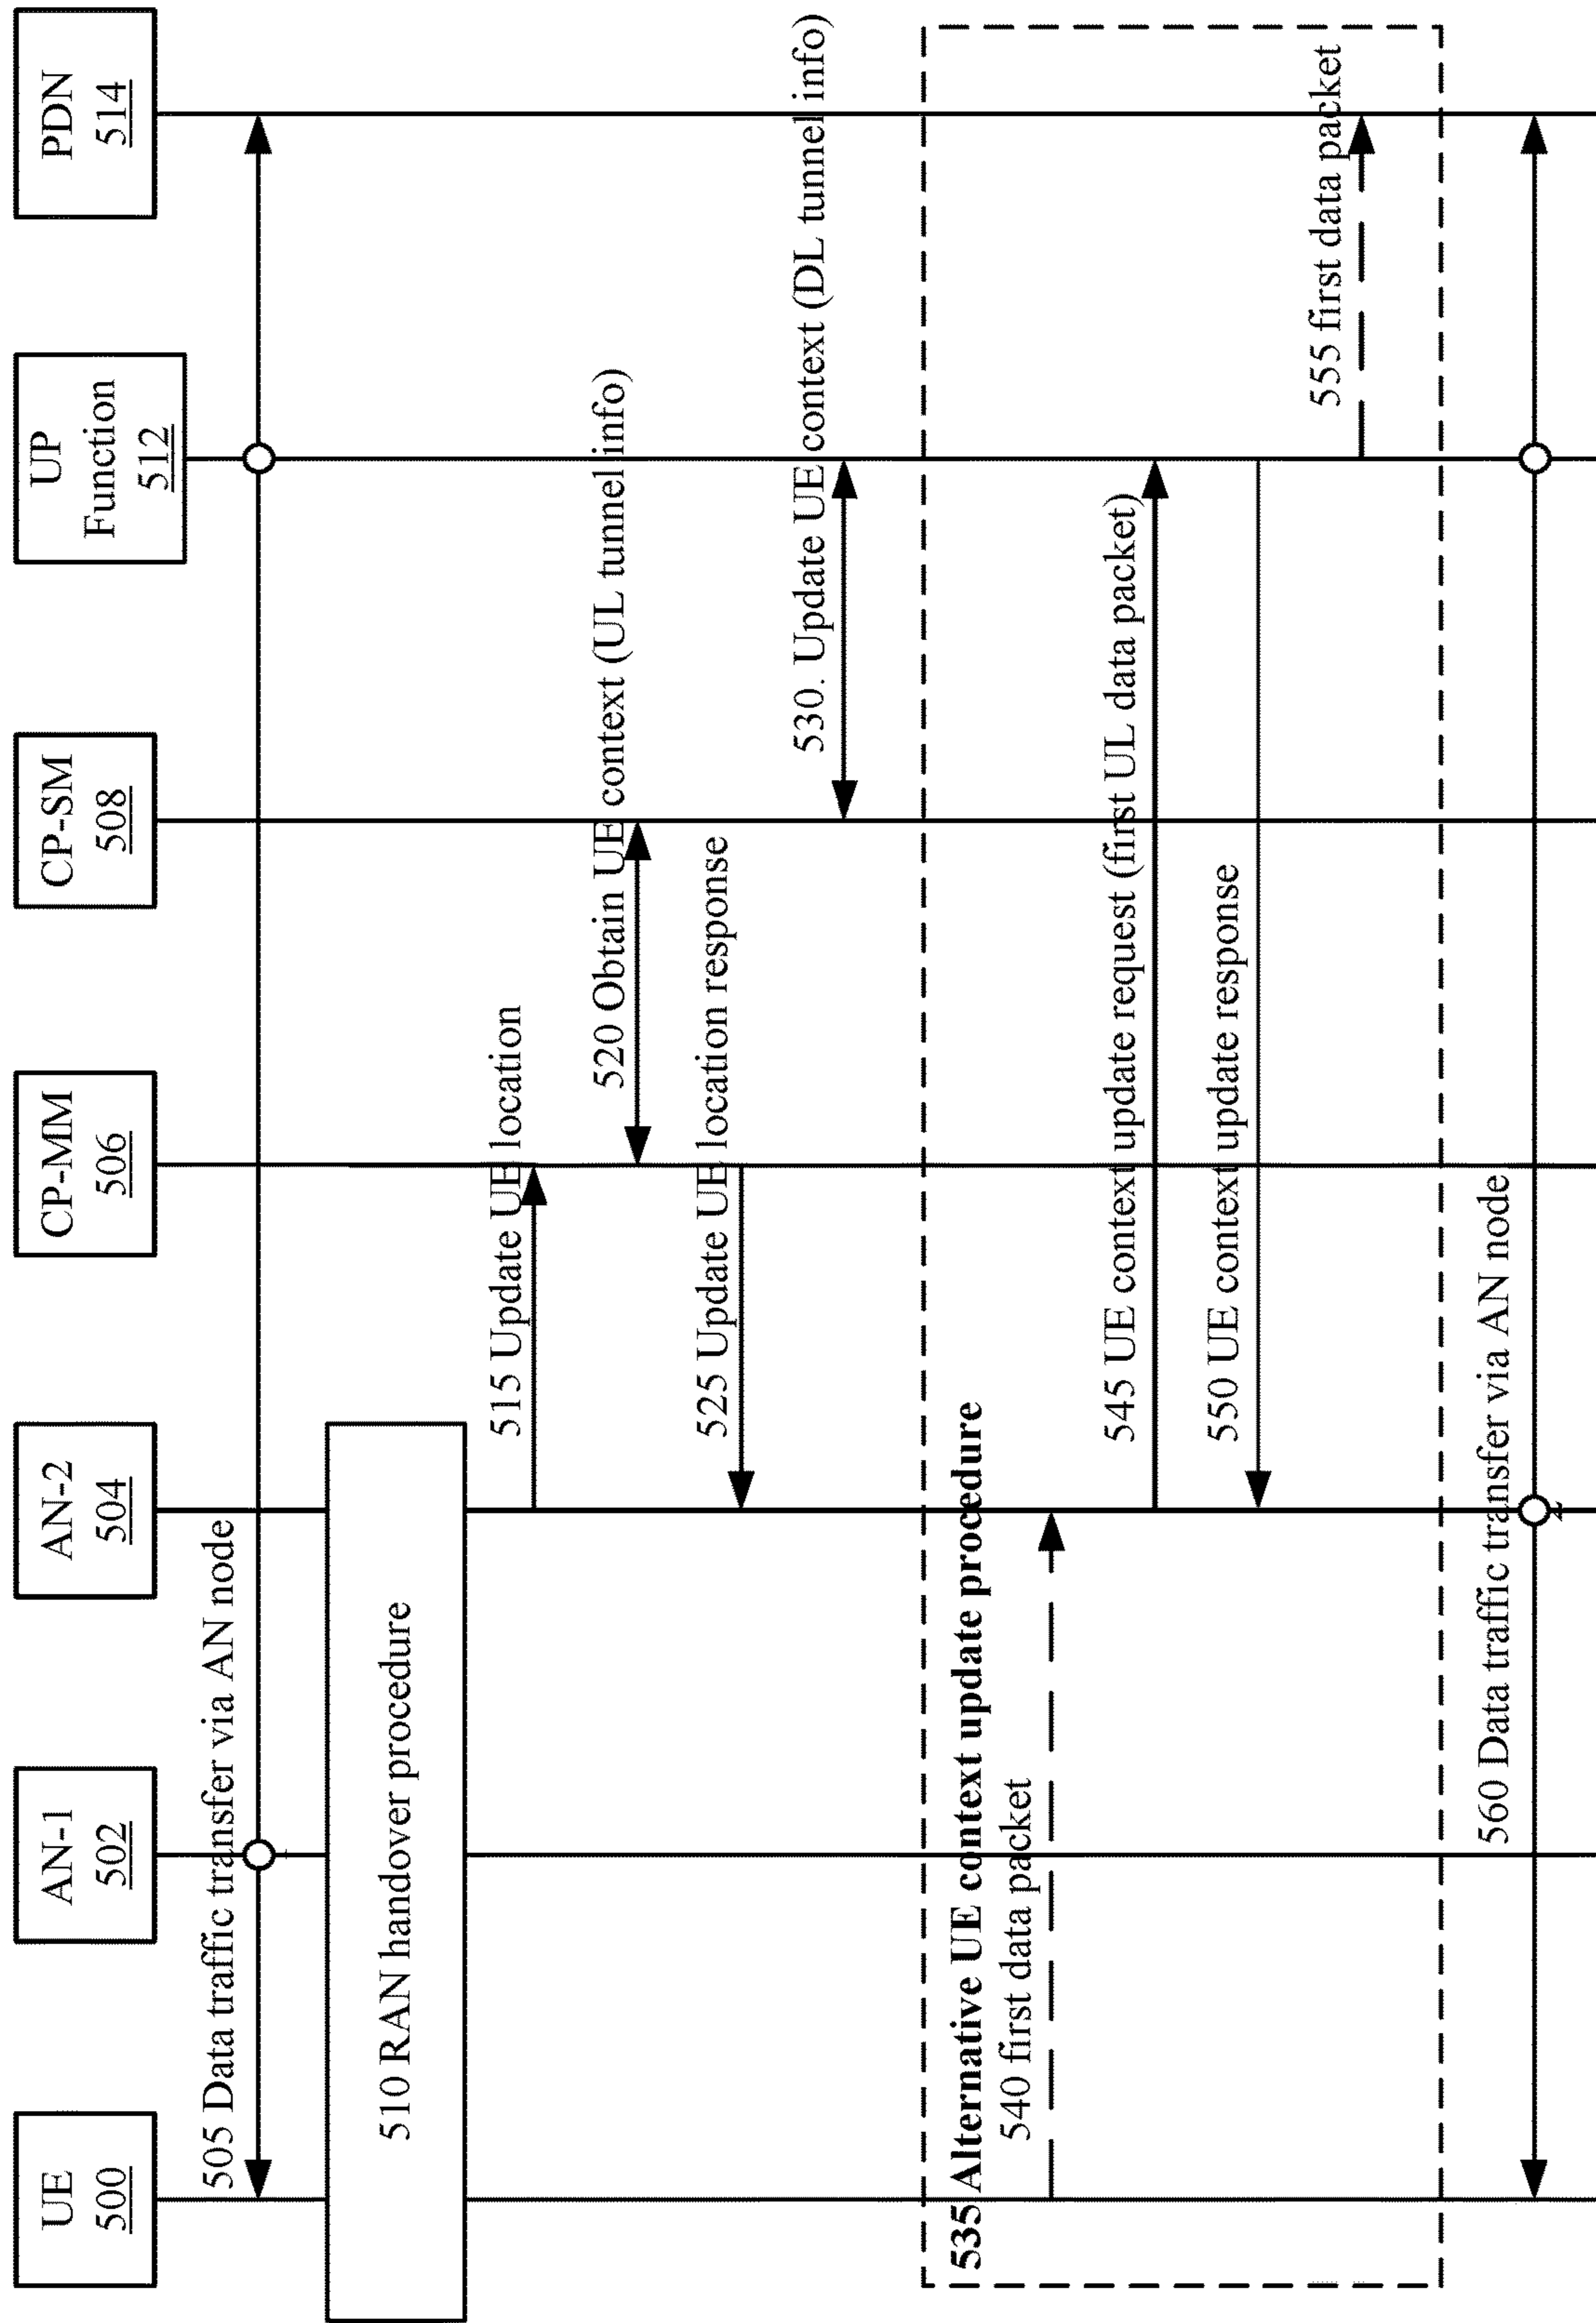 UE
500
AN-1
502
AN-2
504
CP-MM
506
CP-SM
508
UP
Function
512
PDN
514
505 Data traffic transfer via AN node
510 RAN handover procedure
515 Update UE location
520 Obtain UE context (UL tunnel info)
525 Update UE location response
530. Update UE context (DL tunnel info)
535 Alternative UE context update procedure
540 first data packet
545 UE context update request (first UL data packet)
550 UE context update response
555 first data packet
560 Data traffic transfer via AN node